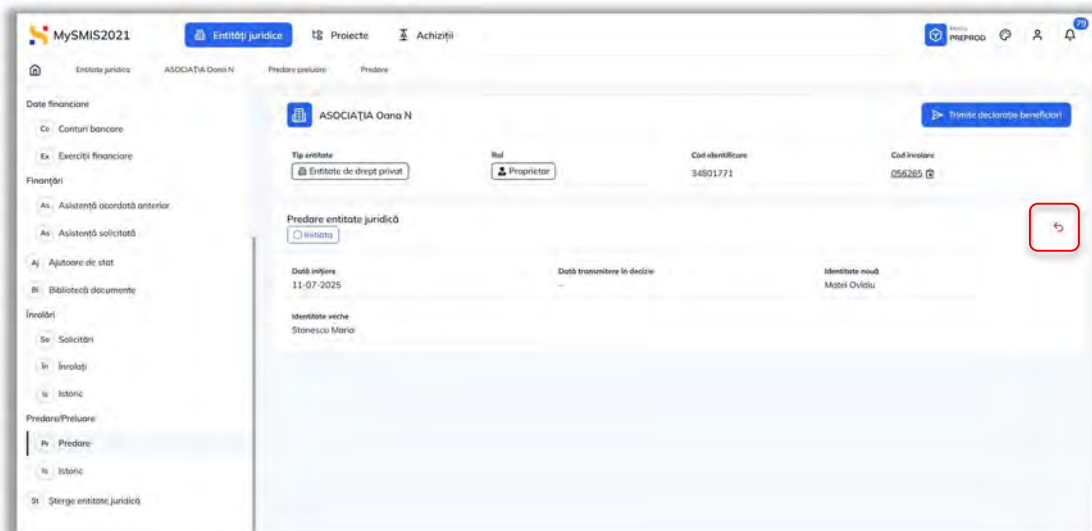 MySMIS2021
Entități juridice
Proiecte
Achiziții
PREPROD
79
Entitate juridica
ASOCIAȚIA Oana N
Predare preluare
Predare
Date financiare
Co Conturi bancare
Ex Exerciții financiare
Finanțări
As Asistență acordată anterior
As Asistență solicitată
Aj Ajutoare de stat
Bi Bibliotecă documente
Înrolări
So Solicitări
În Înrolați
Is Istoric
Predare/Preluare
Pr Predare
Is Istoric
Șt Șterge entitate juridică
ASOCIAȚIA Oana N
Trimite declarație beneficiari
Tip entitate
Rol
Cod identificare
Cod înrolare
Entitate de drept privat
Proprietar
34801771
056265
Predare entitate juridică
Initiata
Dată inițiere
Dată transmitere în decizie
Identitate nouă
11-07-2025
–
Matei Ovidiu
Identitate veche
Stanescu Maria